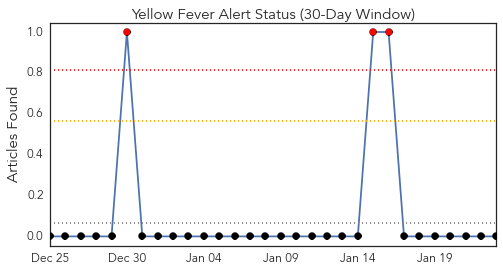 Yellow Fever Alert Status (30-Day Window)
Articles Found
1.0
0.8
0.6
0.4
0.2
0.0
Dec 25 Dec 30 Jan 04 Jan 09 Jan 14 Jan 19